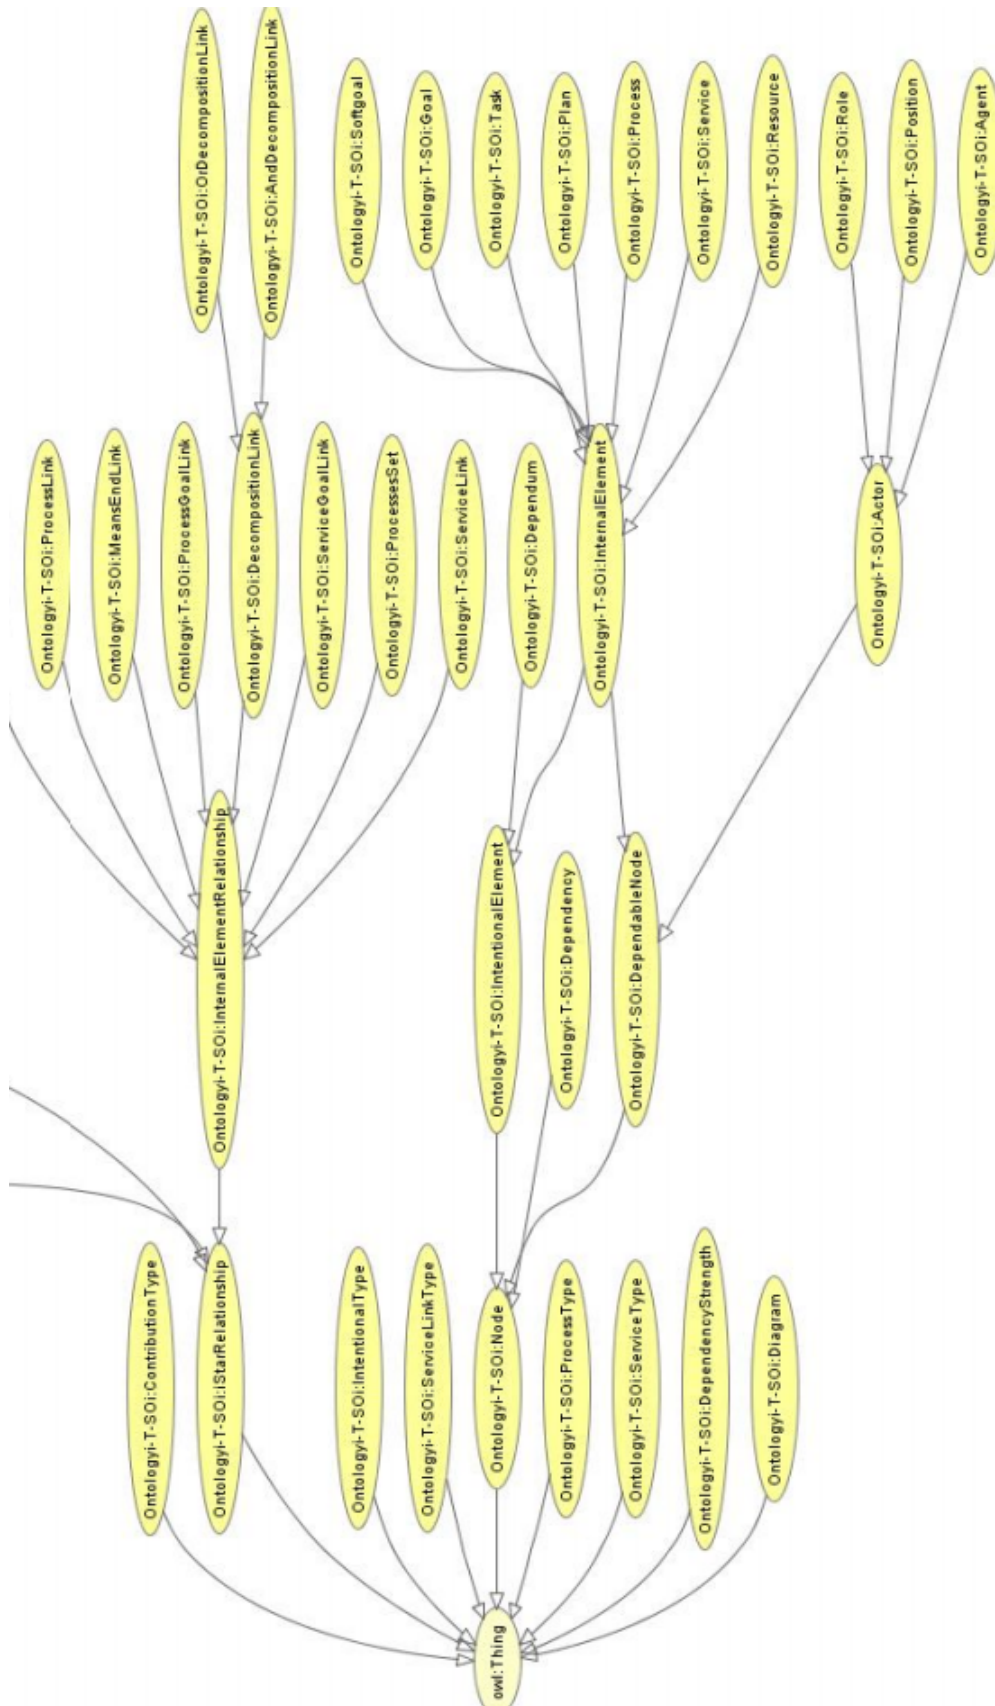 Ontologyi-T-SOi:OrDecompositionLink
Ontologyi-T-SOi:AndDecompositionLink
Ontologyi-T-SOi:Softgoal
Ontologyi-T-SOi:Goal
Ontologyi-T-SOi:Task
Ontologyi-T-SOi:Plan
Ontologyi-T-SOi:Process
Ontologyi-T-SOi:Service
Ontologyi-T-SOi:Resource
Ontologyi-T-SOi:Role
Ontologyi-T-SOi:Position
Ontologyi-T-SOi:Agent
Ontologyi-T-SOi:ProcessLink
Ontologyi-T-SOi:MeansEndLink
Ontologyi-T-SOi:ProcessGoalLink
Ontologyi-T-SOi:DecompositionLink
Ontologyi-T-SOi:ServiceGoalLink
Ontologyi-T-SOi:ProcessesSet
Ontologyi-T-SOi:ServiceLink
Ontologyi-T-SOi:Dependum
Ontologyi-T-SOi:InternalElement
Ontologyi-T-SOi:Actor
Ontologyi-T-SOi:InternalElementRelationship
Ontologyi-T-SOi:IntentionalElement
Ontologyi-T-SOi:Dependency
Ontologyi-T-SOi:DependableNode
Ontologyi-T-SOi:ContributionType
Ontologyi-T-SOi:IStarRelationship
Ontologyi-T-SOi:IntentionalType
Ontologyi-T-SOi:ServiceLinkType
Ontologyi-T-SOi:Node
Ontologyi-T-SOi:ProcessType
Ontologyi-T-SOi:ServiceType
Ontologyi-T-SOi:DependencyStrength
Ontologyi-T-SOi:Diagram
owl:Thing